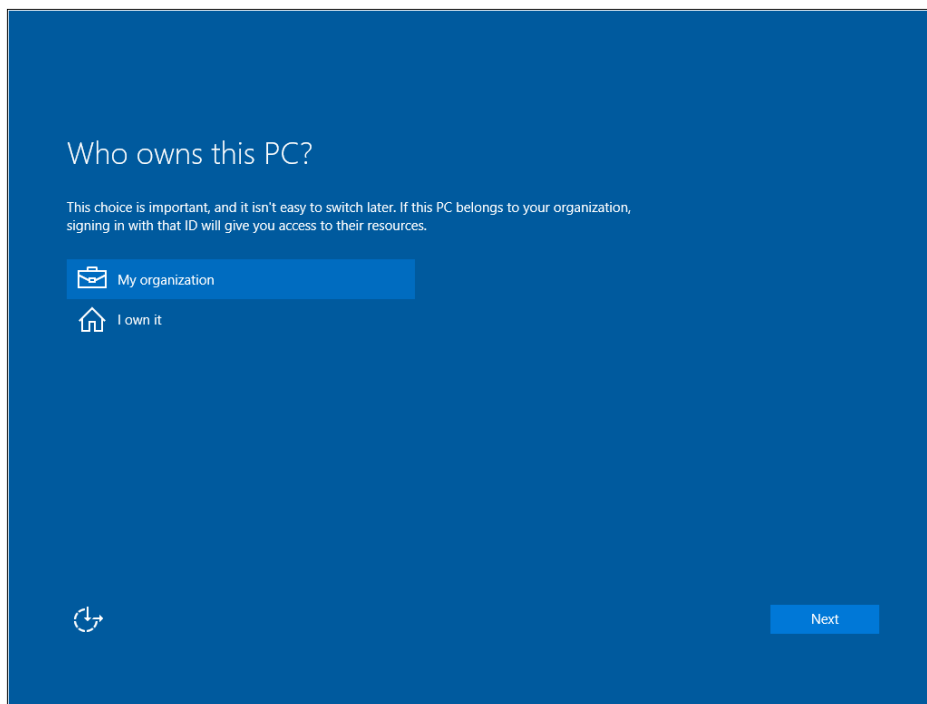 Who owns this PC?
This choice is important, and it isn't easy to switch later. If this PC belongs to your organization,
signing in with that ID will give you access to their resources.
My organization
I own it
Next